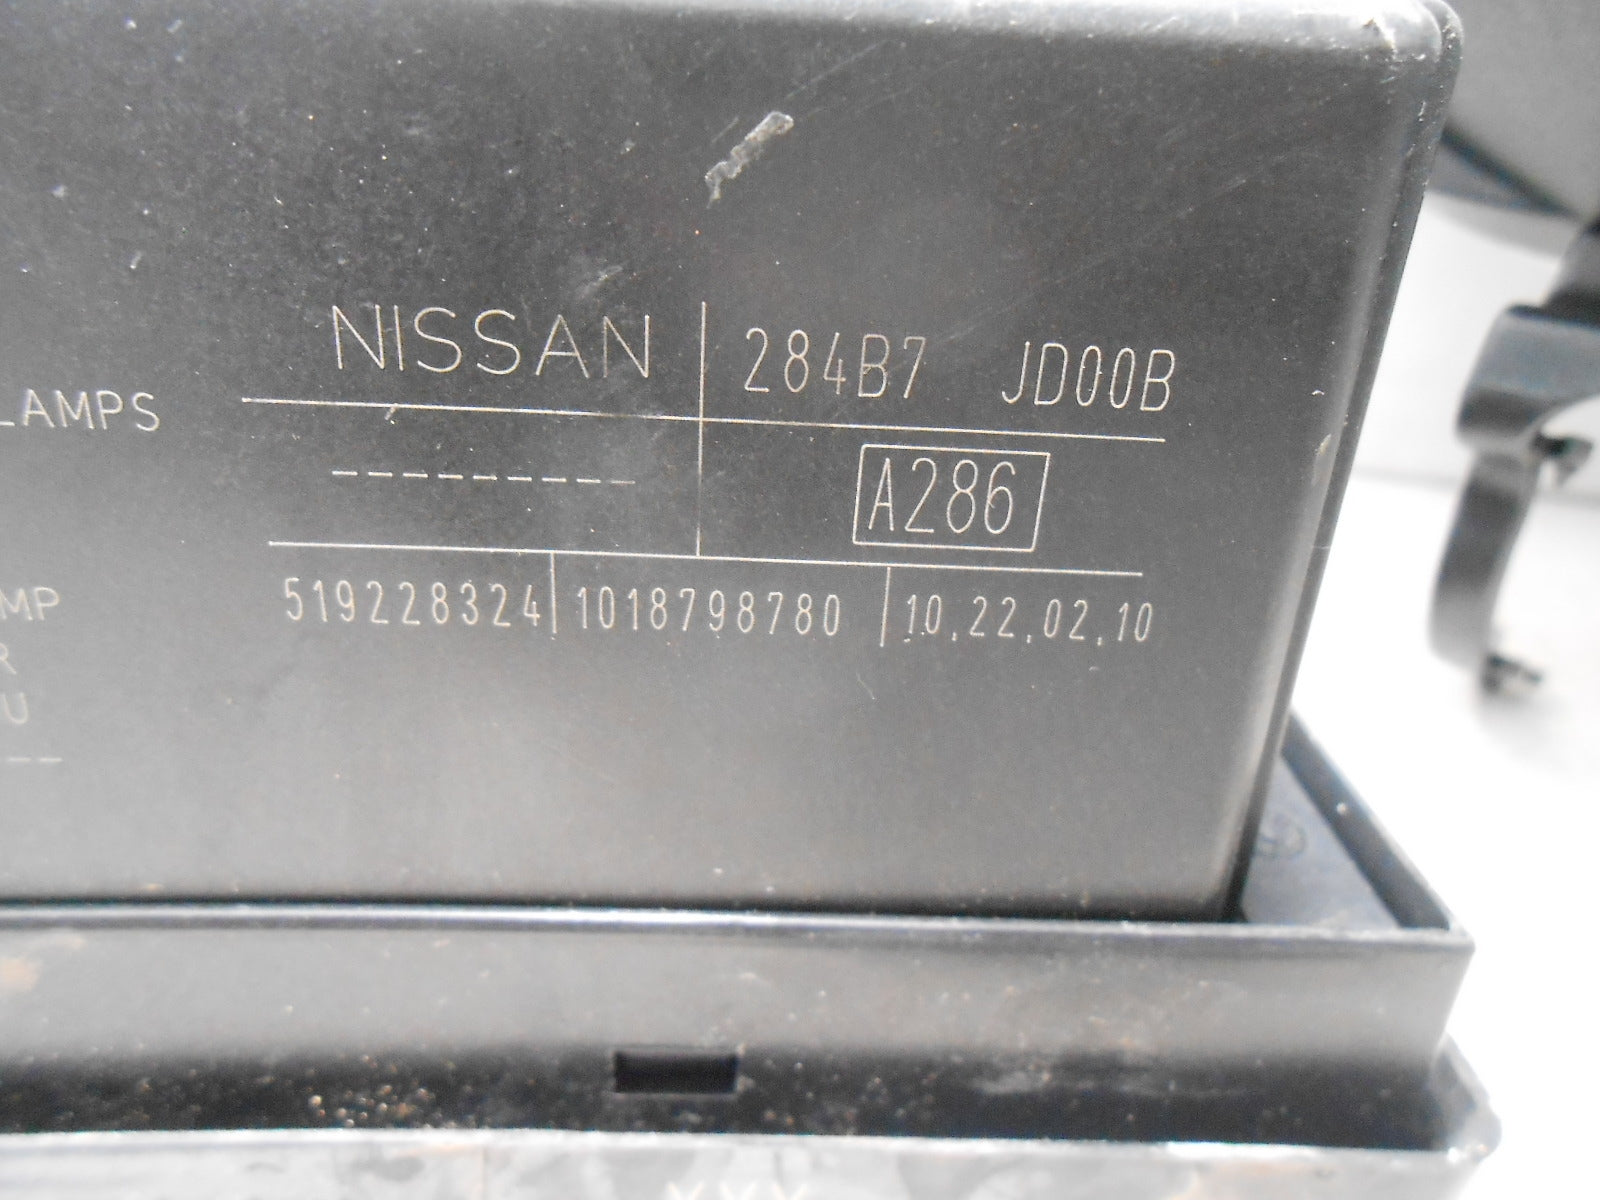 NISSAN 284B7 JD00B
LAMPS
--------- A286
519228324 1018798780 10.22.02.10
MP
R
U
--